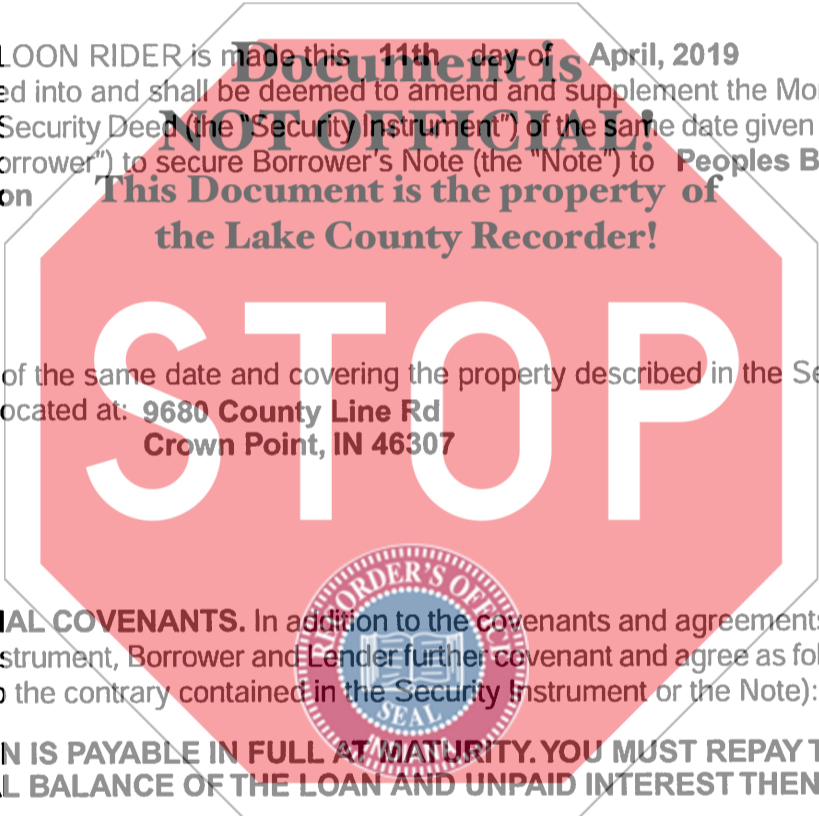 LOON RIDER is made this 11th day of April, 2019
Document is
ed into and shall be deemed to amend and supplement the Mo
Security Deed (the "Security Instrument") of the same date given
NOT OFFICIAL!
orrower") to secure Borrower's Note (the "Note") to Peoples B
on
This Document is the property of
the Lake County Recorder!
STOP
of the same date and covering the property described in the Se
ocated at: 9680 County Line Rd
Crown Point, IN 46307
RECORDER'S OFFICE
IAL COVENANTS. In addition to the covenants and agreements
strument, Borrower and Lender further covenant and agree as fol
o the contrary contained in the Security Instrument or the Note):
SEAL
N IS PAYABLE IN FULL AT MATURITY. YOU MUST REPAY T
L BALANCE OF THE LOAN AND UNPAID INTEREST THEN